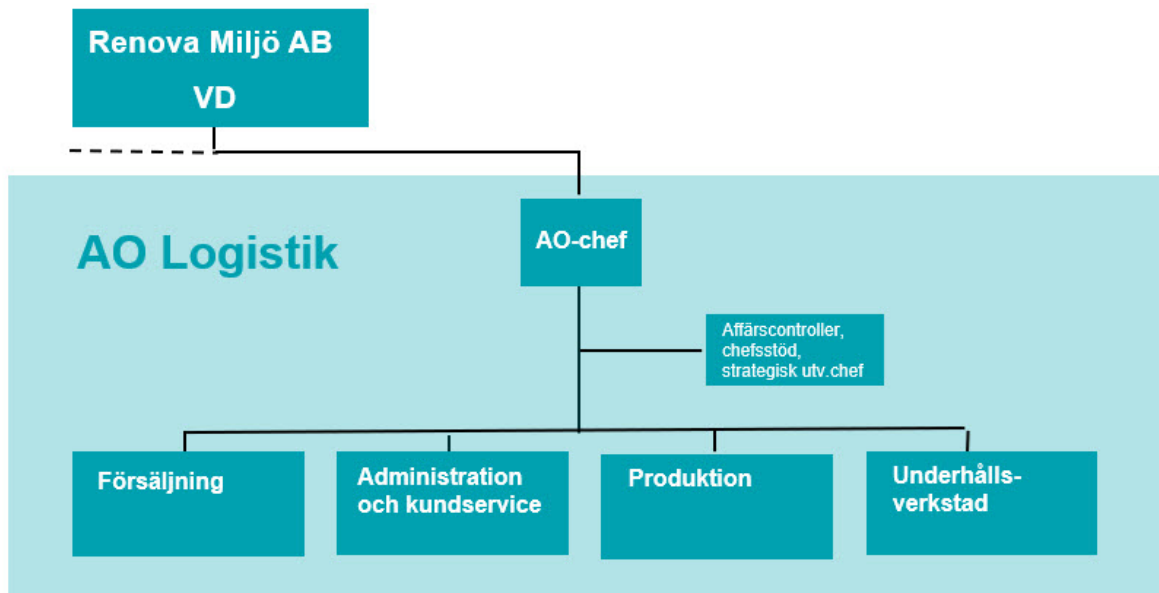 Renova Miljö AB
VD
AO Logistik
AO-chef
Affärscontroller,
chefsstöd,
strategisk utv.chef
Försäljning
Administration
och kundservice
Produktion
Underhålls-
verkstad